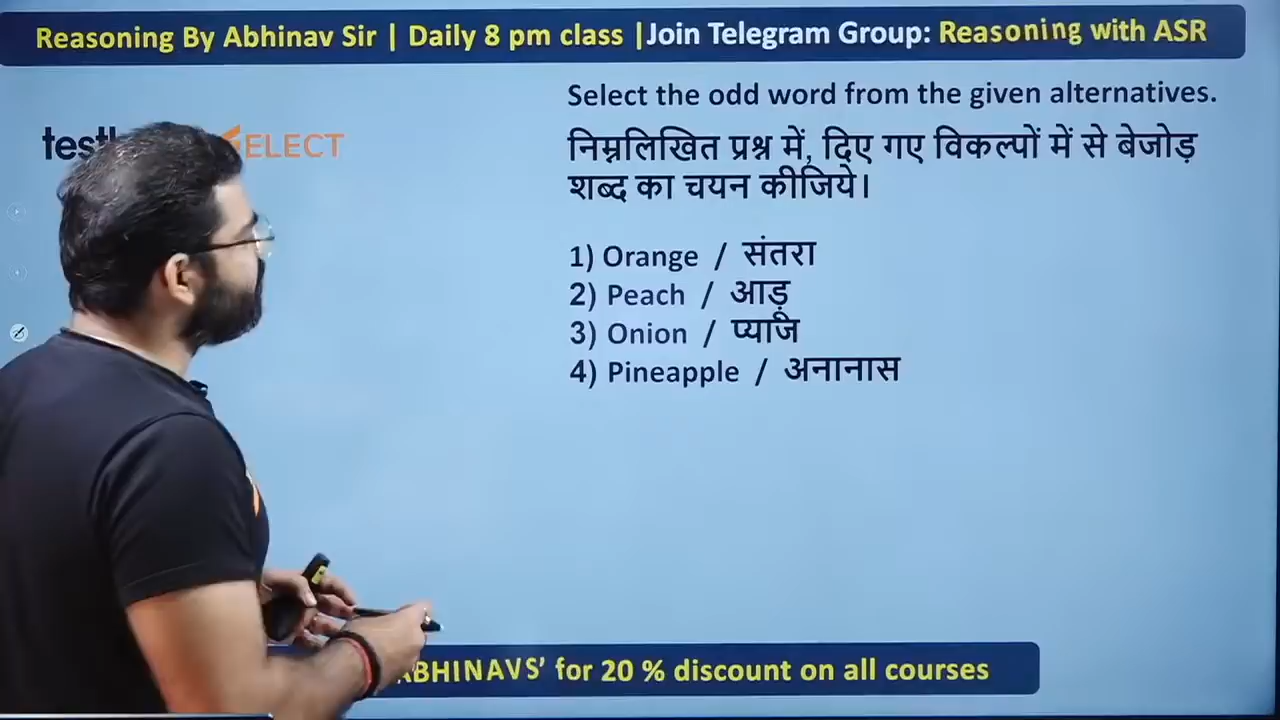 Reasoning By Abhinav Sir | Daily 8 pm class |Join Telegram Group: Reasoning with ASR
Select the odd word from the given alternatives.
निम्नलिखित प्रश्न में, दिए गए विकल्पों में से बेजोड़
शब्द का चयन कीजिये।
1) Orange / संतरा
2) Peach / आड़ू
3) Onion / प्याज
4) Pineapple / अनानास
ABHINAVS’ for 20 % discount on all courses